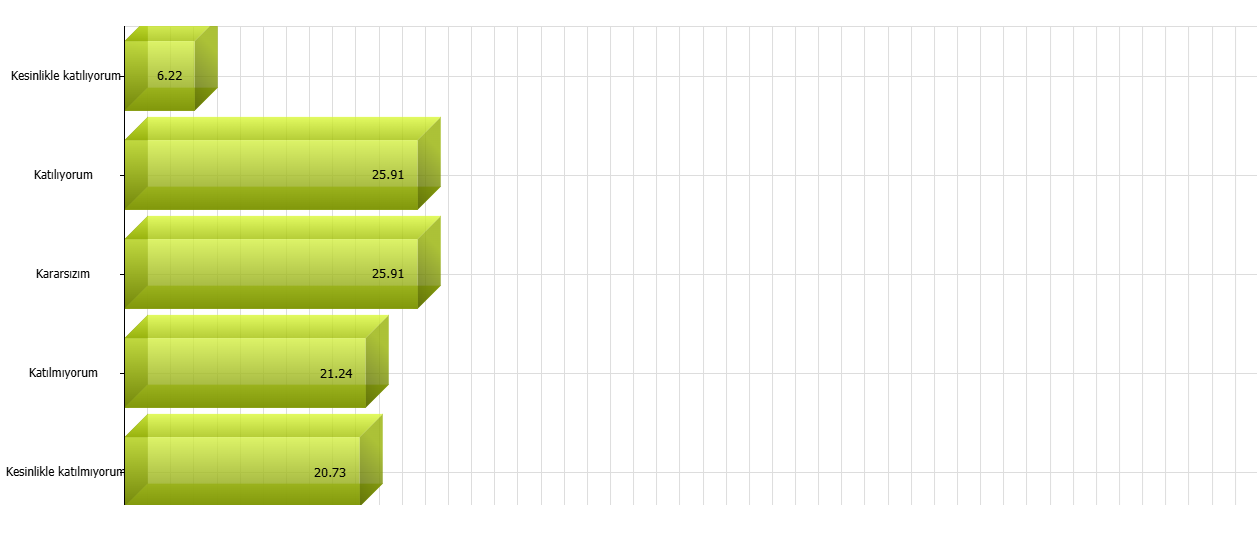 Kesinlikle katılıyorum 6.22
Katılıyorum 25.91
Kararsızım 25.91
Katılmıyorum 21.24
Kesinlikle katılmıyorum 20.73